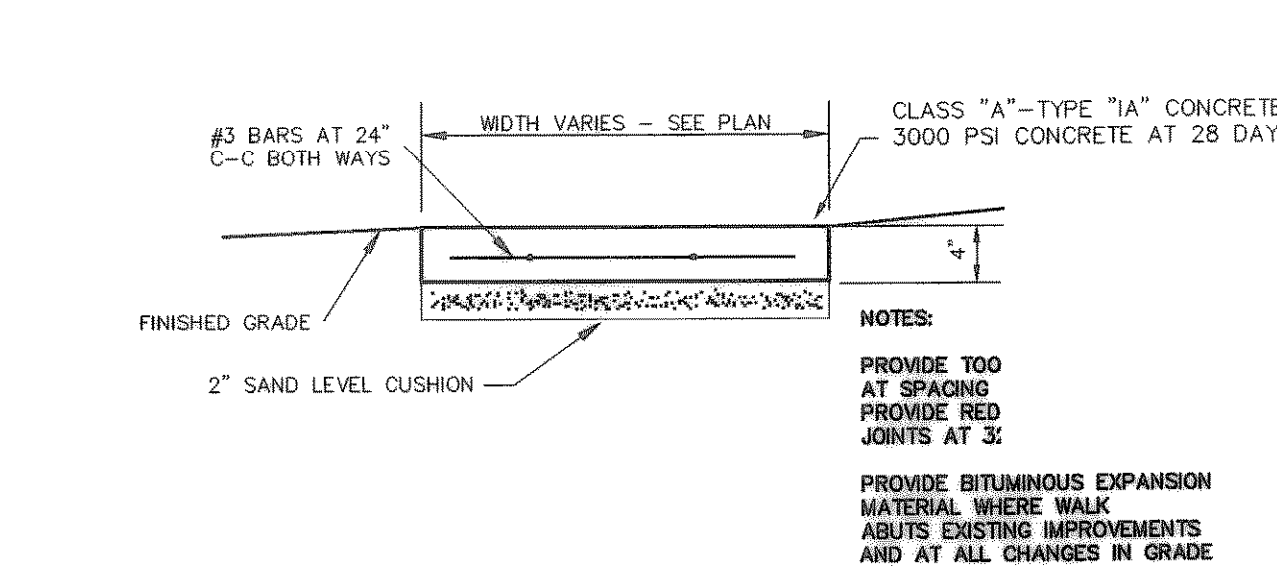 #3 BARS AT 24"
C-C BOTH WAYS
WIDTH VARIES - SEE PLAN
CLASS "A"-TYPE "IA" CONCRETE
3000 PSI CONCRETE AT 28 DAY
4"
FINISHED GRADE
2" SAND LEVEL CUSHION
NOTES:
PROVIDE TOO
AT SPACING
PROVIDE RED
JOINTS AT
PROVIDE BITUMINOUS EXPANSION
MATERIAL WHERE WALK
ABUTS EXISTING IMPROVEMENTS
AND AT ALL CHANGES IN GRADE